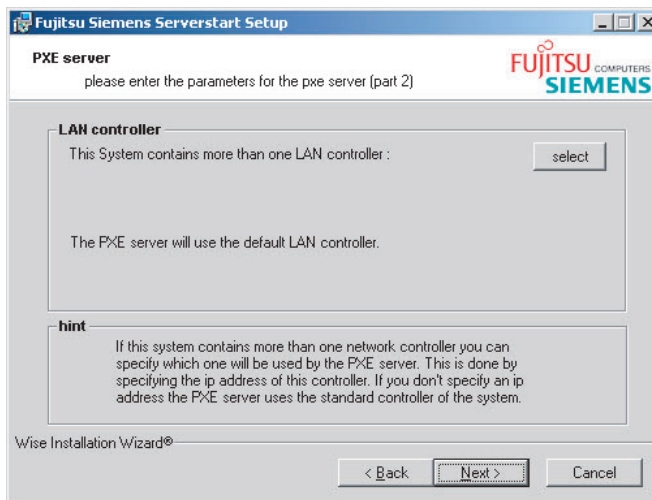 Fujitsu Siemens Serverstart Setup
PXE server
please enter the parameters for the pxe server (part 2)
FUJITSU COMPUTERS
SIEMENS
LAN controller
This System contains more than one LAN controller :
select
The PXE server will use the default LAN controller.
hint
If this system contains more than one network controller you can
specify which one will be used by the PXE server. This is done by
specifying the ip address of this controller. If you don't specify an ip
address the PXE server uses the standard controller of the system.
Wise Installation Wizard®
< Back
Next >
Cancel